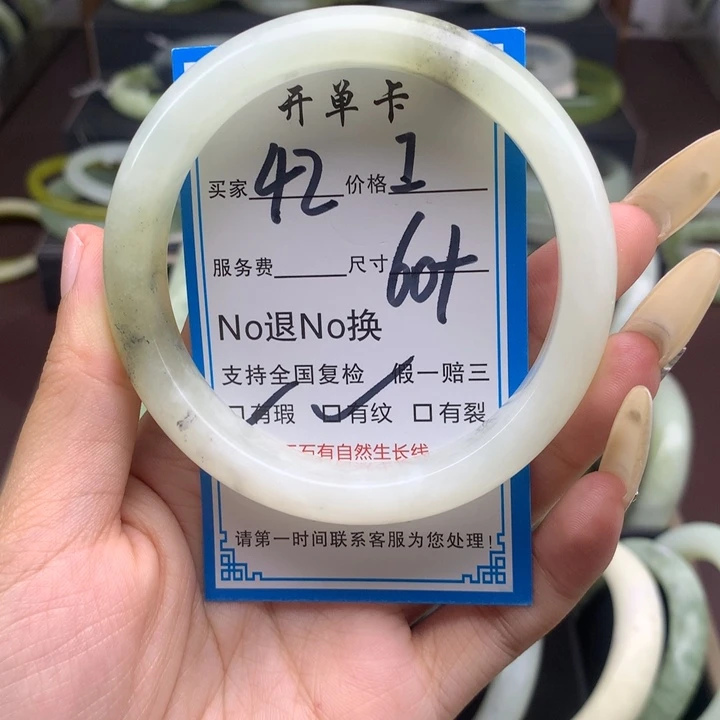 开单卡
买家 42 价格 1
服务费 尺寸 60+
No退No换
支持全国复检 假一赔三
有瑕 有纹 有裂
石有自然生长线
请第一时间联系客服为您处理!